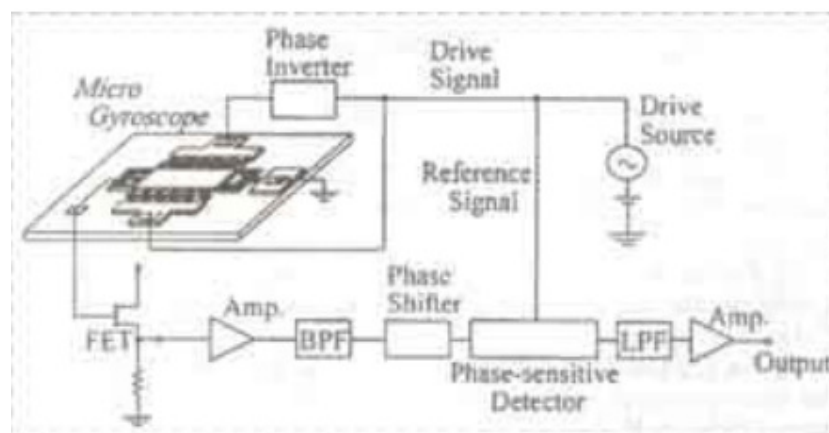 Phase
Inverter
Drive
Signal
Micro
Gyroscope
Drive
Source
Reference
Signal
Phase
Shifter
Amp.
FET
BPF
LPF
Amp.
Output
Phase-sensitive
Detector